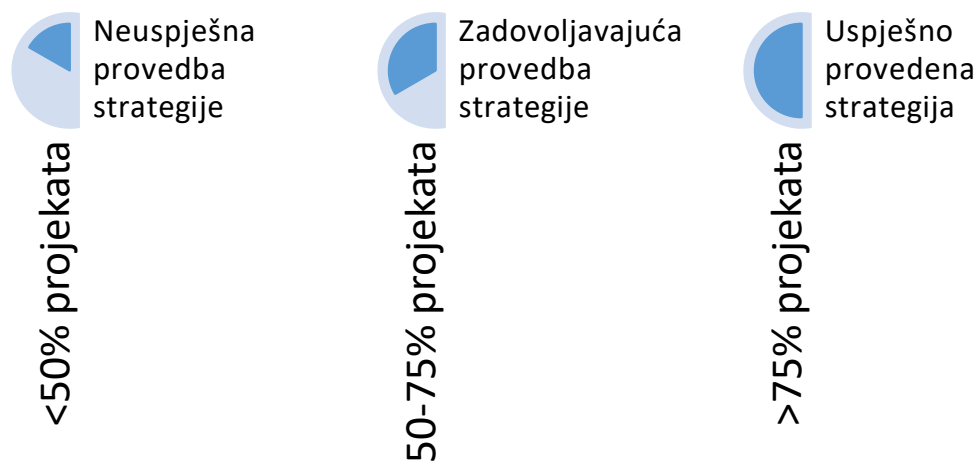 Neuspješna
provedba
strategije
<50% projekata
Zadovoljavajuća
provedba
strategije
50-75% projekata
Uspješno
provedena
strategija
>75% projekata